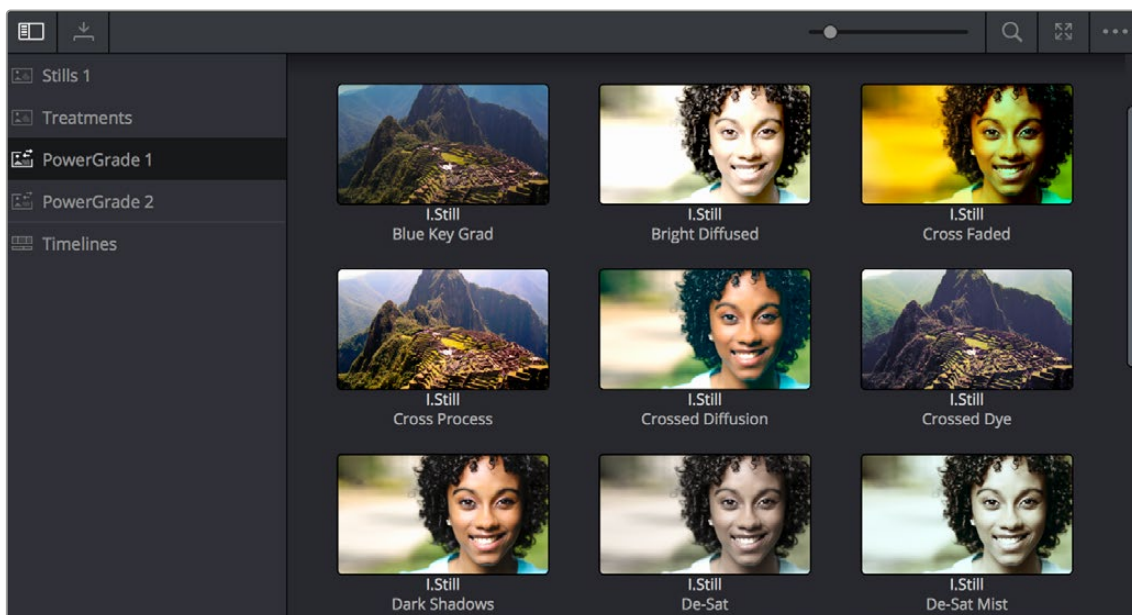 Stills 1
Treatments
PowerGrade 1
PowerGrade 2
Timelines
I.Still
Blue Key Grad
I.Still
Bright Diffused
I.Still
Cross Faded
I.Still
Cross Process
I.Still
Crossed Diffusion
I.Still
Crossed Dye
I.Still
Dark Shadows
I.Still
De-Sat
I.Still
De-Sat Mist